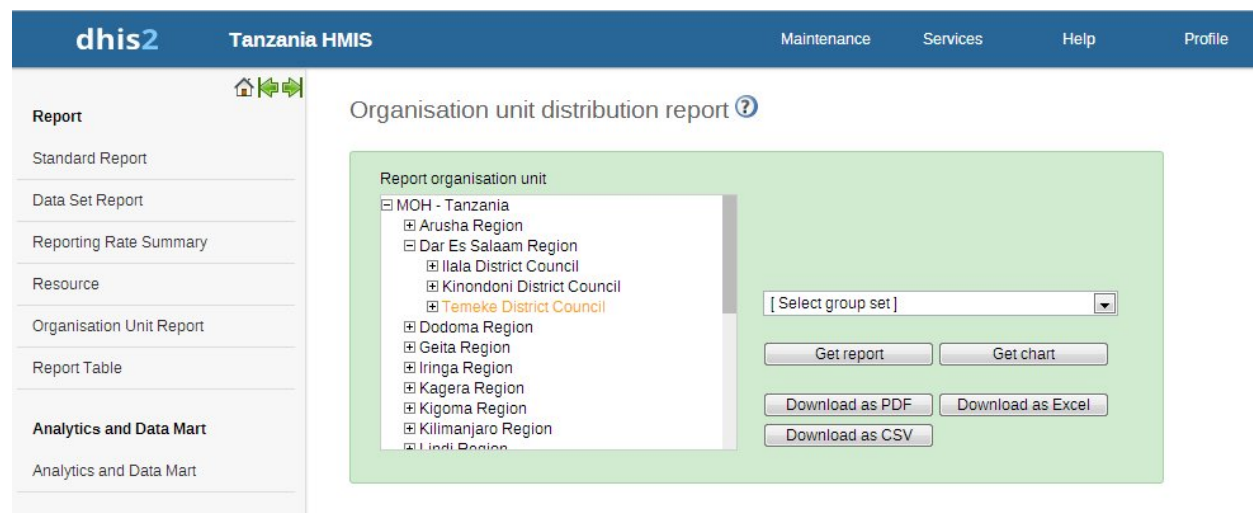 dhis2 Tanzania HMIS Maintenance Services Help Profile
Report
Standard Report
Data Set Report
Reporting Rate Summary
Resource
Organisation Unit Report
Report Table
Analytics and Data Mart
Analytics and Data Mart
Organisation unit distribution report ?
Report organisation unit
MOH - Tanzania
Arusha Region
Dar Es Salaam Region
Ilala District Council
Kinondoni District Council
Temeke District Council
Dodoma Region
Geita Region
Iringa Region
Kagera Region
Kigoma Region
Kilimanjaro Region
Lindi Region
[ Select group set ]
Get report Get chart
Download as PDF Download as Excel
Download as CSV